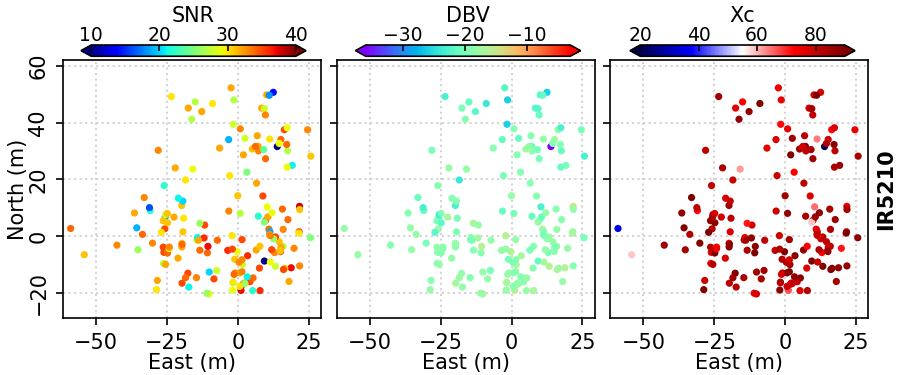 SNR DBV Xc
10 20 30 40 −30 −20 −10 20 40 60 80
60
40
20
0
−20
North (m)
IR5210
−50 −25 0 25 −50 −25 0 25 −50 −25 0 25
East (m) East (m) East (m)